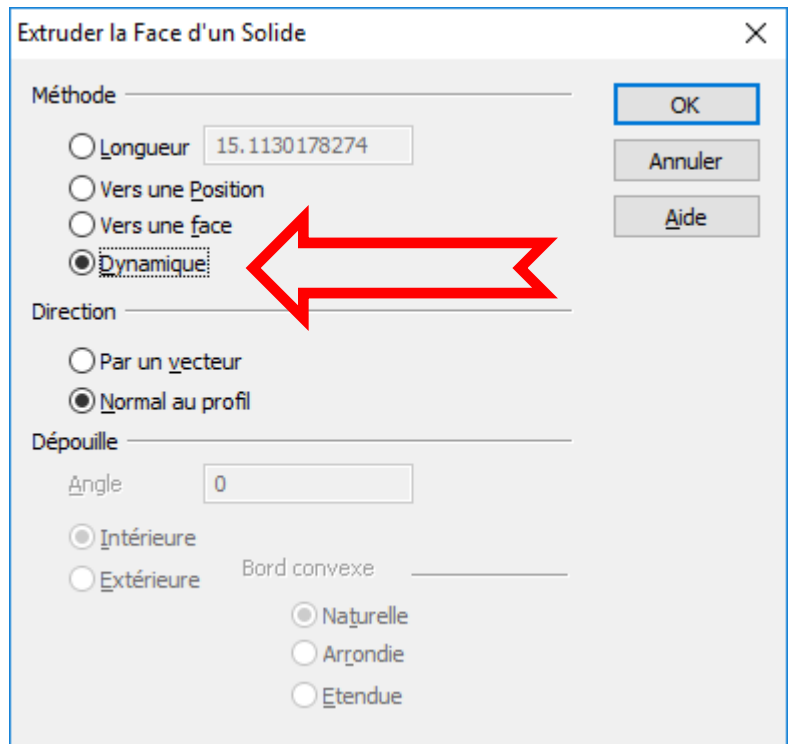 Extruder la Face d'un Solide
Méthode
OK
Longueur 15.1130178274
Annuler
Vers une Position
Vers une face
Aide
Dynamique
Direction
Par un vecteur
Normal au profil
Dépouille
Angle 0
Intérieure
Extérieure Bord convexe
Naturelle
Arrondie
Etendue